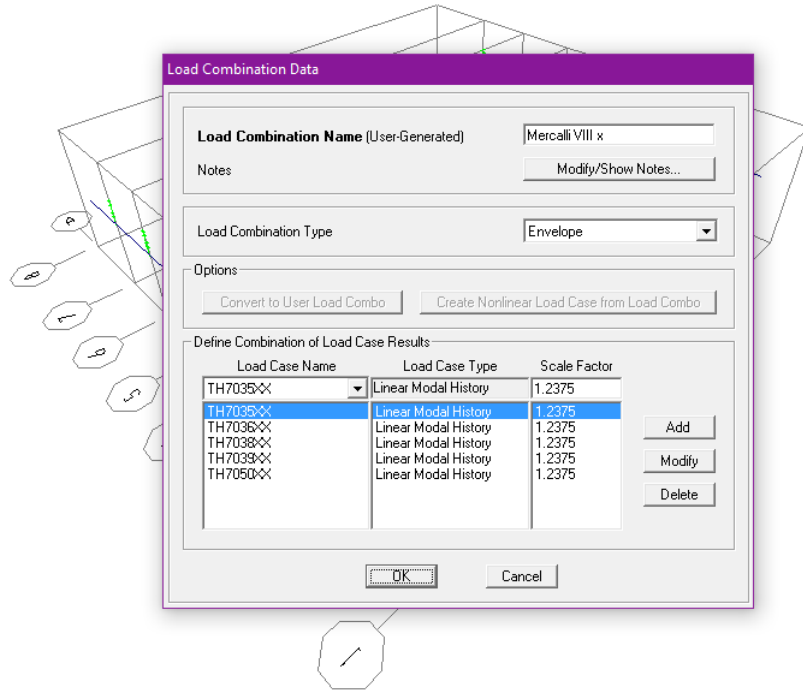 Load Combination Data
Load Combination Name (User-Generated) Mercalli VIII x
Notes Modify/Show Notes...
Load Combination Type Envelope
Options
Convert to User Load Combo Create Nonlinear Load Case from Load Combo
Define Combination of Load Case Results
Load Case Name Load Case Type Scale Factor
TH7035XX Linear Modal History 1.2375
TH7035XX Linear Modal History 1.2375
TH7036XX Linear Modal History 1.2375
TH7038XX Linear Modal History 1.2375
TH7039XX Linear Modal History 1.2375
TH7050XX Linear Modal History 1.2375
Add
Modify
Delete
OK Cancel